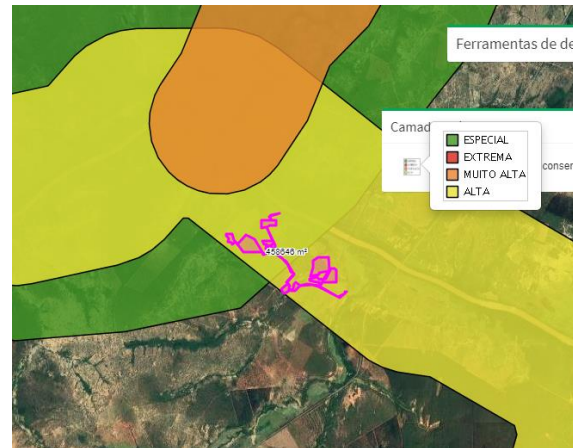 Ferramentas de de
Camad
ESPECIAL
EXTREMA
MUITO ALTA
ALTA
conser
458646 m²